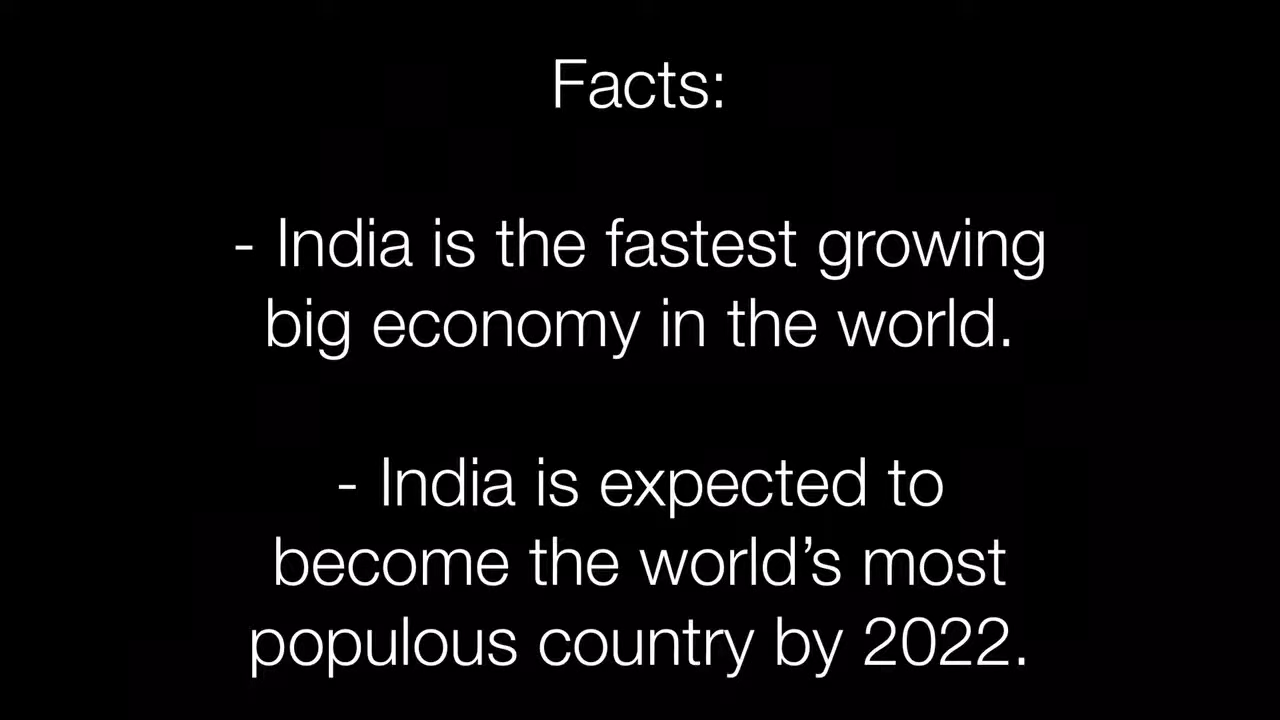 Facts:
- India is the fastest growing
big economy in the world.
- India is expected to
become the world’s most
populous country by 2022.